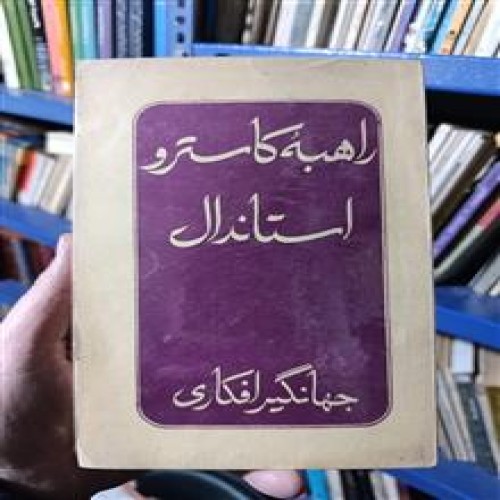 راهبهٔ کاسترو
استاندال
جهانگیر افکاری